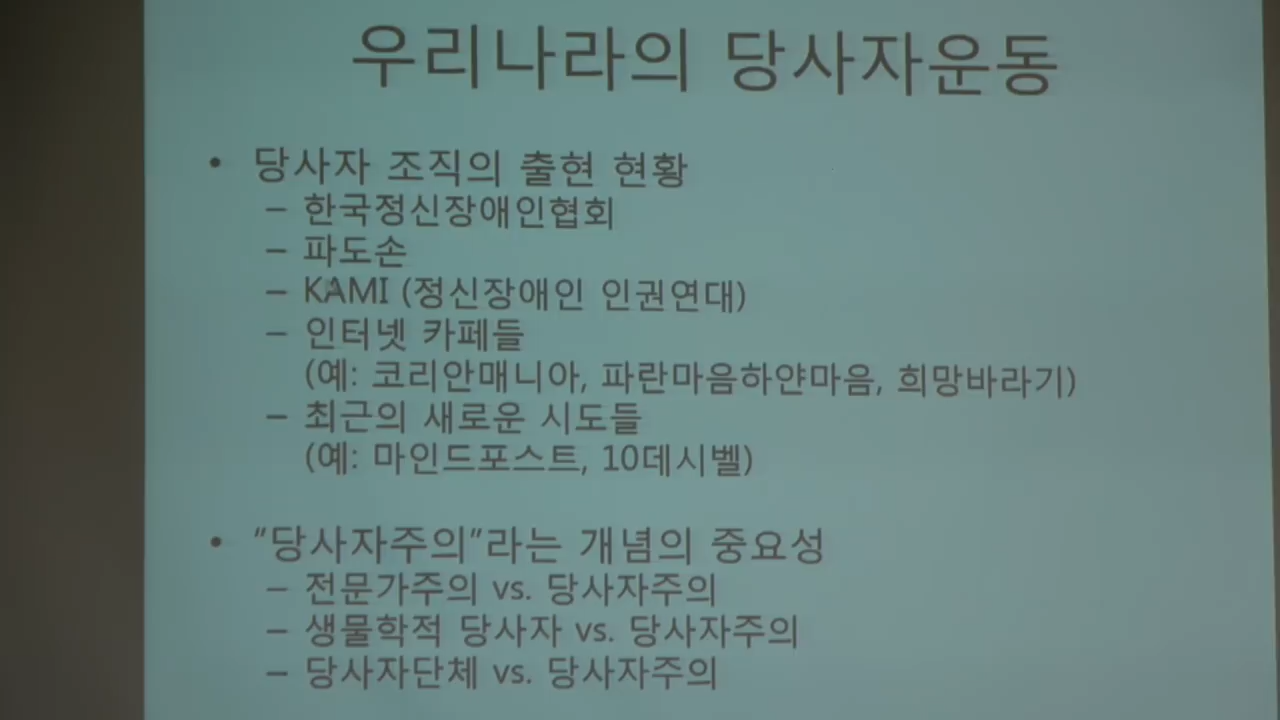 우리나라의 당사자운동
• 당사자 조직의 출현 현황
– 한국정신장애인협회
– 파도손
– KAMI (정신장애인 인권연대)
– 인터넷 카페들
(예: 코리안매니아, 파란마음하얀마음, 희망바라기)
– 최근의 새로운 시도들
(예: 마인드포스트, 10데시벨)
• "당사자주의"라는 개념의 중요성
– 전문가주의 vs. 당사자주의
– 생물학적 당사자 vs. 당사자주의
– 당사자단체 vs. 당사자주의